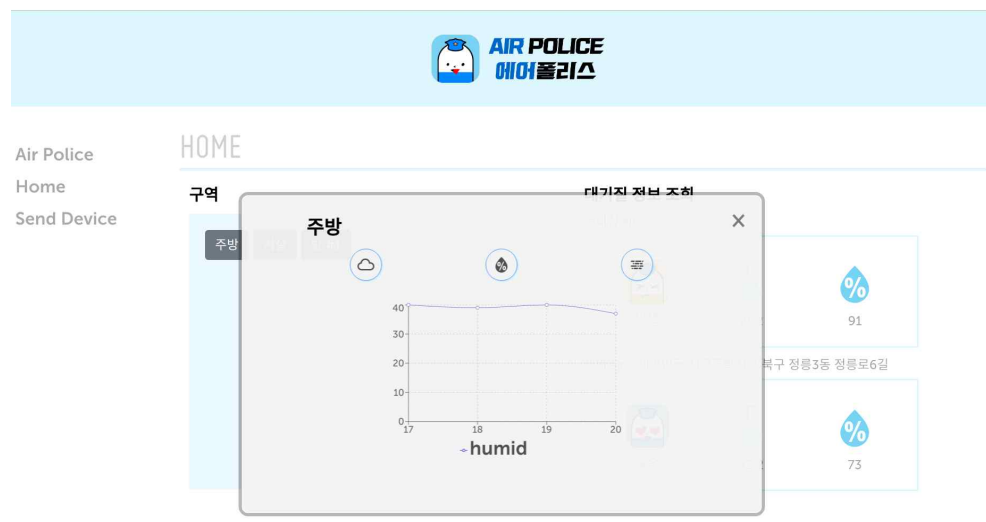 AIR POLICE
에어폴리스
Air Police
Home
Send Device
HOME
구역
대기질 정보 조회
주방
주방
×
%
%
91
북구 정릉3동 정릉로6길
%
73
40
30
20
10
0
17 18 19 20
humid